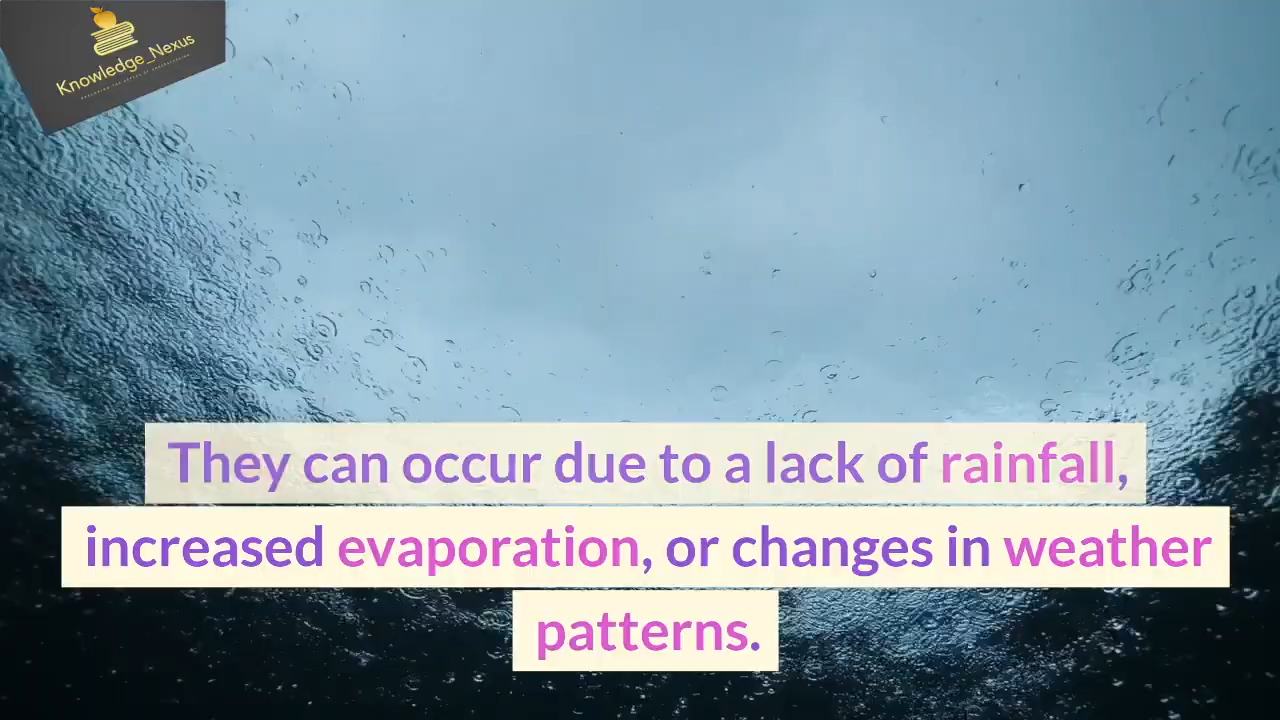 Knowledge_Nexus
They can occur due to a lack of rainfall,
increased evaporation, or changes in weather
patterns.